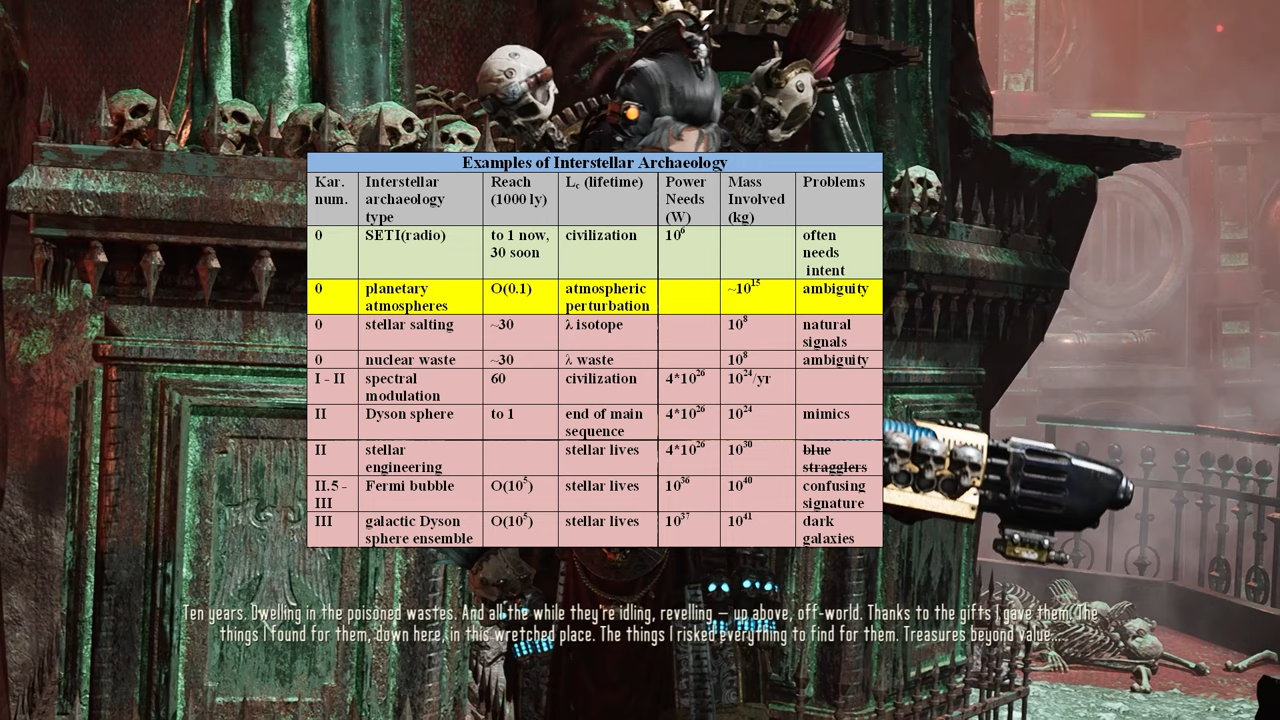 Examples of Interstellar Archaeology
Kar. num. Interstellar archaeology type Reach (1000 ly) Lc (lifetime) Power Needs (W) Mass Involved (kg) Problems
0 SETI(radio) to 1 now, 30 soon civilization 10^6 often needs intent
0 planetary atmospheres O(0.1) atmospheric perturbation ~10^15 ambiguity
0 stellar salting ~30 λ isotope 10^8 natural signals
0 nuclear waste ~30 λ waste 10^8 ambiguity
I - II spectral modulation 60 civilization 4*10^26 10^24/yr
II Dyson sphere to 1 end of main sequence 4*10^26 10^24 mimics
II stellar engineering stellar lives 4*10^26 10^30 blue stragglers
II.5 - III Fermi bubble O(10^5) stellar lives 10^36 10^40 confusing signature
III galactic Dyson sphere ensemble O(10^5) stellar lives 10^37 10^41 dark galaxies
Ten years. Dwelling in the poisoned wastes. And all the while they're idling, revelling — up above, off-world. Thanks to the gifts I gave them. The
things I found for them, down here, in this wretched place. The things I risked everything to find for them. Treasures beyond value...